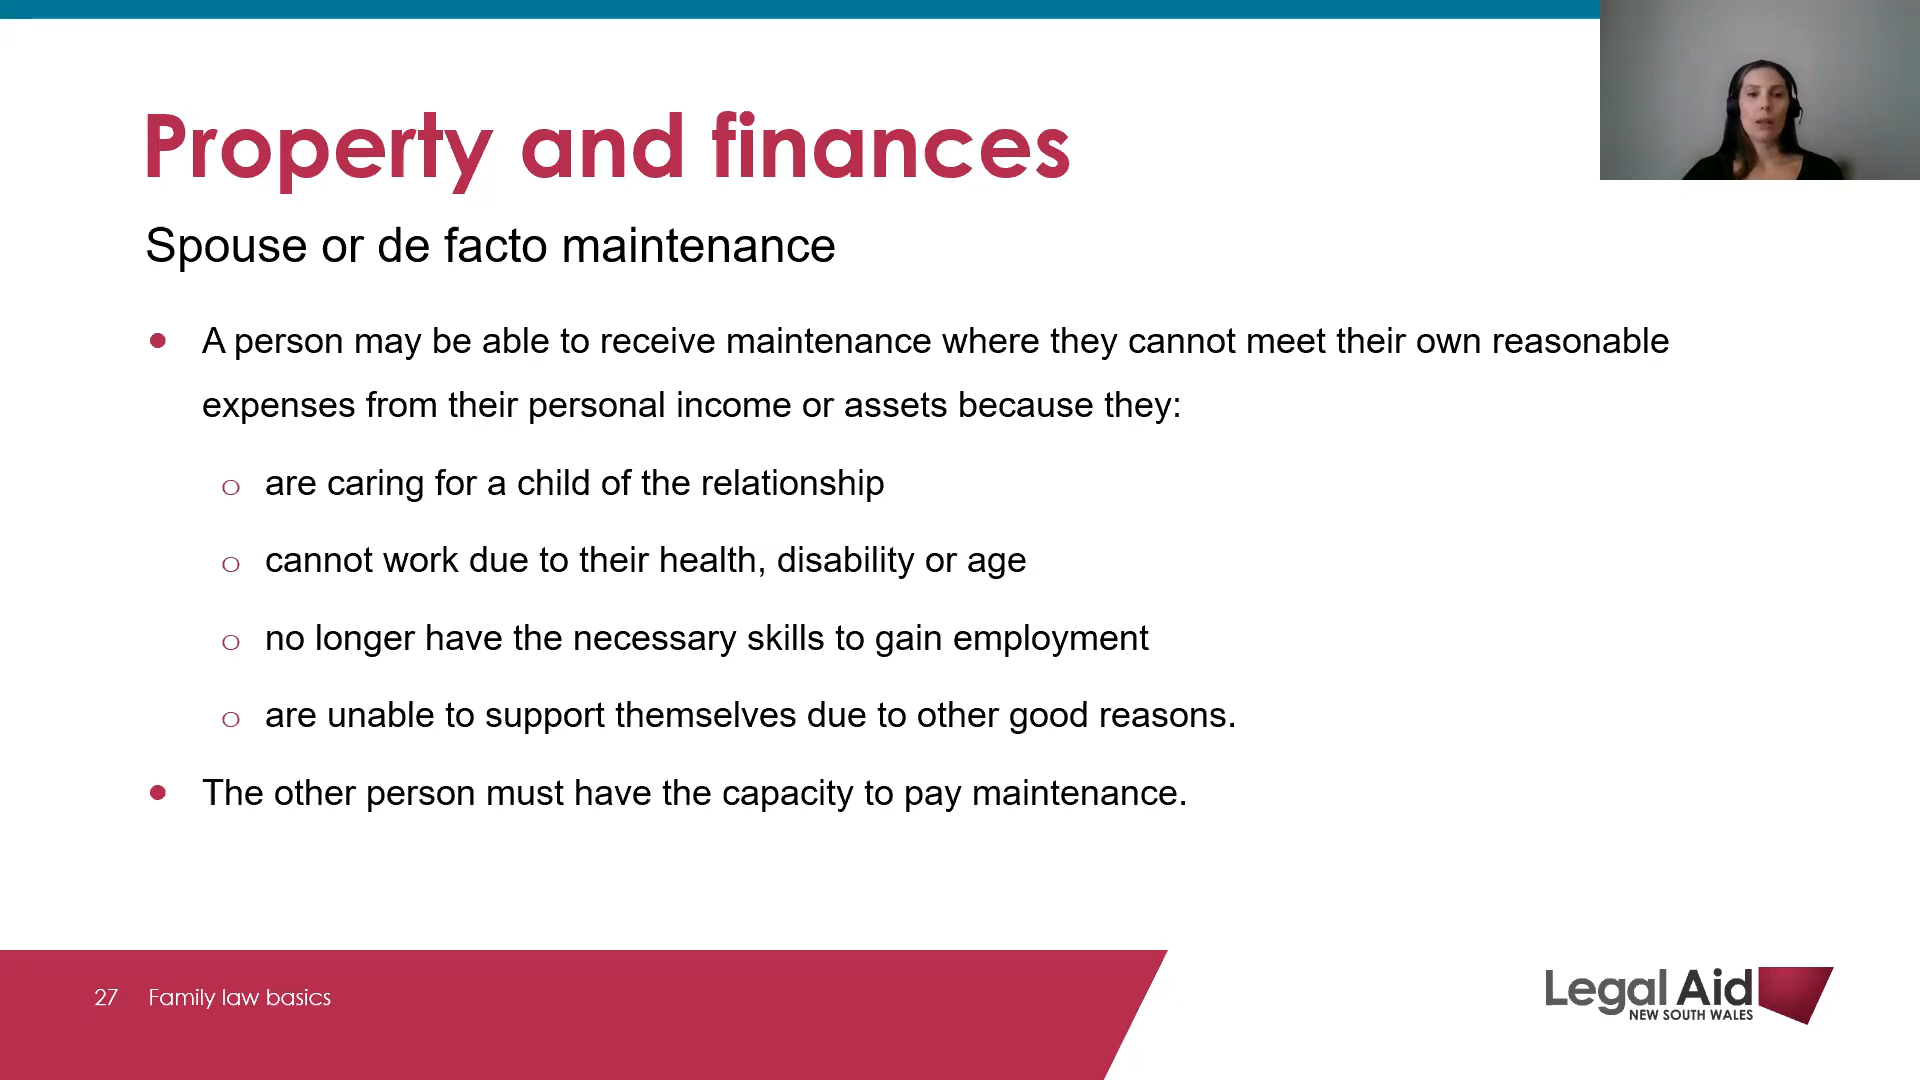 Property and finances
Spouse or de facto maintenance
• A person may be able to receive maintenance where they cannot meet their own reasonable
expenses from their personal income or assets because they:
o are caring for a child of the relationship
o cannot work due to their health, disability or age
o no longer have the necessary skills to gain employment
o are unable to support themselves due to other good reasons.
• The other person must have the capacity to pay maintenance.
27 Family law basics
Legal Aid
NEW SOUTH WALES